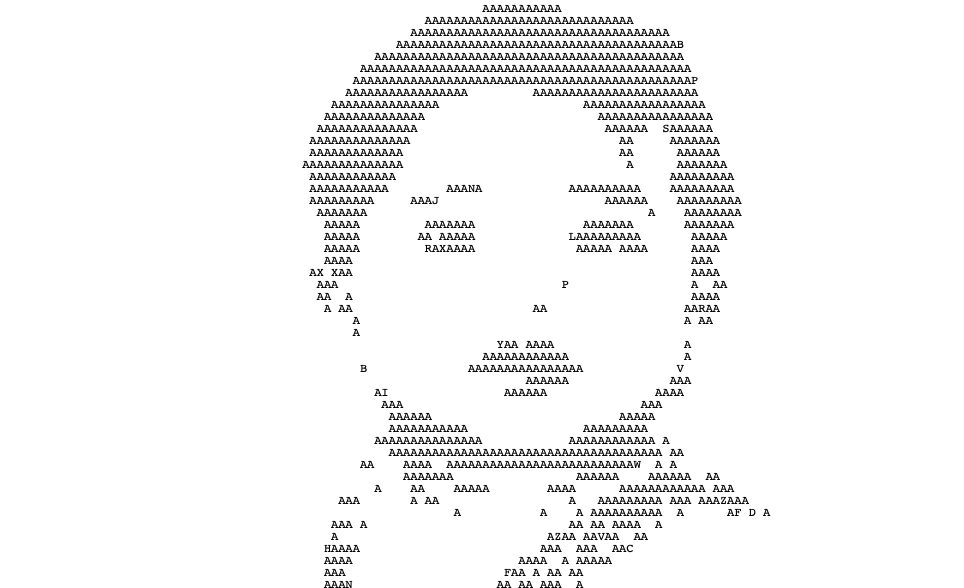 AAAAAAAAAAA
AAAAAAAAAAAAAAAAAAAAAAAAAAAAA
AAAAAAAAAAAAAAAAAAAAAAAAAAAAAAAAAAAA
AAAAAAAAAAAAAAAAAAAAAAAAAAAAAAAAAAAAAAAB
AAAAAAAAAAAAAAAAAAAAAAAAAAAAAAAAAAAAAAAAAAA
AAAAAAAAAAAAAAAAAAAAAAAAAAAAAAAAAAAAAAAAAAAAAA
AAAAAAAAAAAAAAAAAAAAAAAAAAAAAAAAAAAAAAAAAAAAAAAP
AAAAAAAAAAAAAAAAA AAAAAAAAAAAAAAAAAAAAAAA
AAAAAAAAAAAAAAA AAAAAAAAAAAAAAAAA
AAAAAAAAAAAAAA AAAAAAAAAAAAAAAA
AAAAAAAAAAAAAA AAAAAA SAAAAAA
AAAAAAAAAAAAAA AA AAAAAAA
AAAAAAAAAAAAA AA AAAAAA
AAAAAAAAAAAAAA A AAAAAAA
AAAAAAAAAAAA AAAAAAAAA
AAAAAAAAAAA AAANA AAAAAAAAAA AAAAAAAAA
AAAAAAAAA AAAJ AAAAAA AAAAAAAAA
AAAAAAA A AAAAAAAA
AAAAA AAAAAAA AAAAAAA AAAAAAA
AAAAA AA AAAAA LAAAAAAAAA AAAAA
AAAAA RAXAAAA AAAAA AAAA AAAA
AAAA AAA
AX XAA AAAA
AAA P A AA
AA A AAAA
A AA AA AARAA
A A AA
A
YAA AAAA A
AAAAAAAAAAAA A
B AAAAAAAAAAAAAAAA V
AAAAAA AAA
AI AAAAAA AAAA
AAA AAA
AAAAAA AAAAA
AAAAAAAAAAA AAAAAAAAA
AAAAAAAAAAAAAAA AAAAAAAAAAAA A
AAAAAAAAAAAAAAAAAAAAAAAAAAAAAAAAAAAAAA AA
AA AAAA AAAAAAAAAAAAAAAAAAAAAAAAAAW A A
AAAAAAA AAAAAA AAAAAA AA
A AA AAAAA AAAA AAAAAAAAAAAA AAA
AAA A AA A AAAAAAAAA AAA AAAZAAA
A A A AAAAAAAAAA A AF D A
AAA A AA AA AAAA A
A AZAA AAVAA AA
HAAAA AAA AAA AAC
AAAA AAAA A AAAAA
AAA FAA A AA AA
AAAN AA AA AAA A